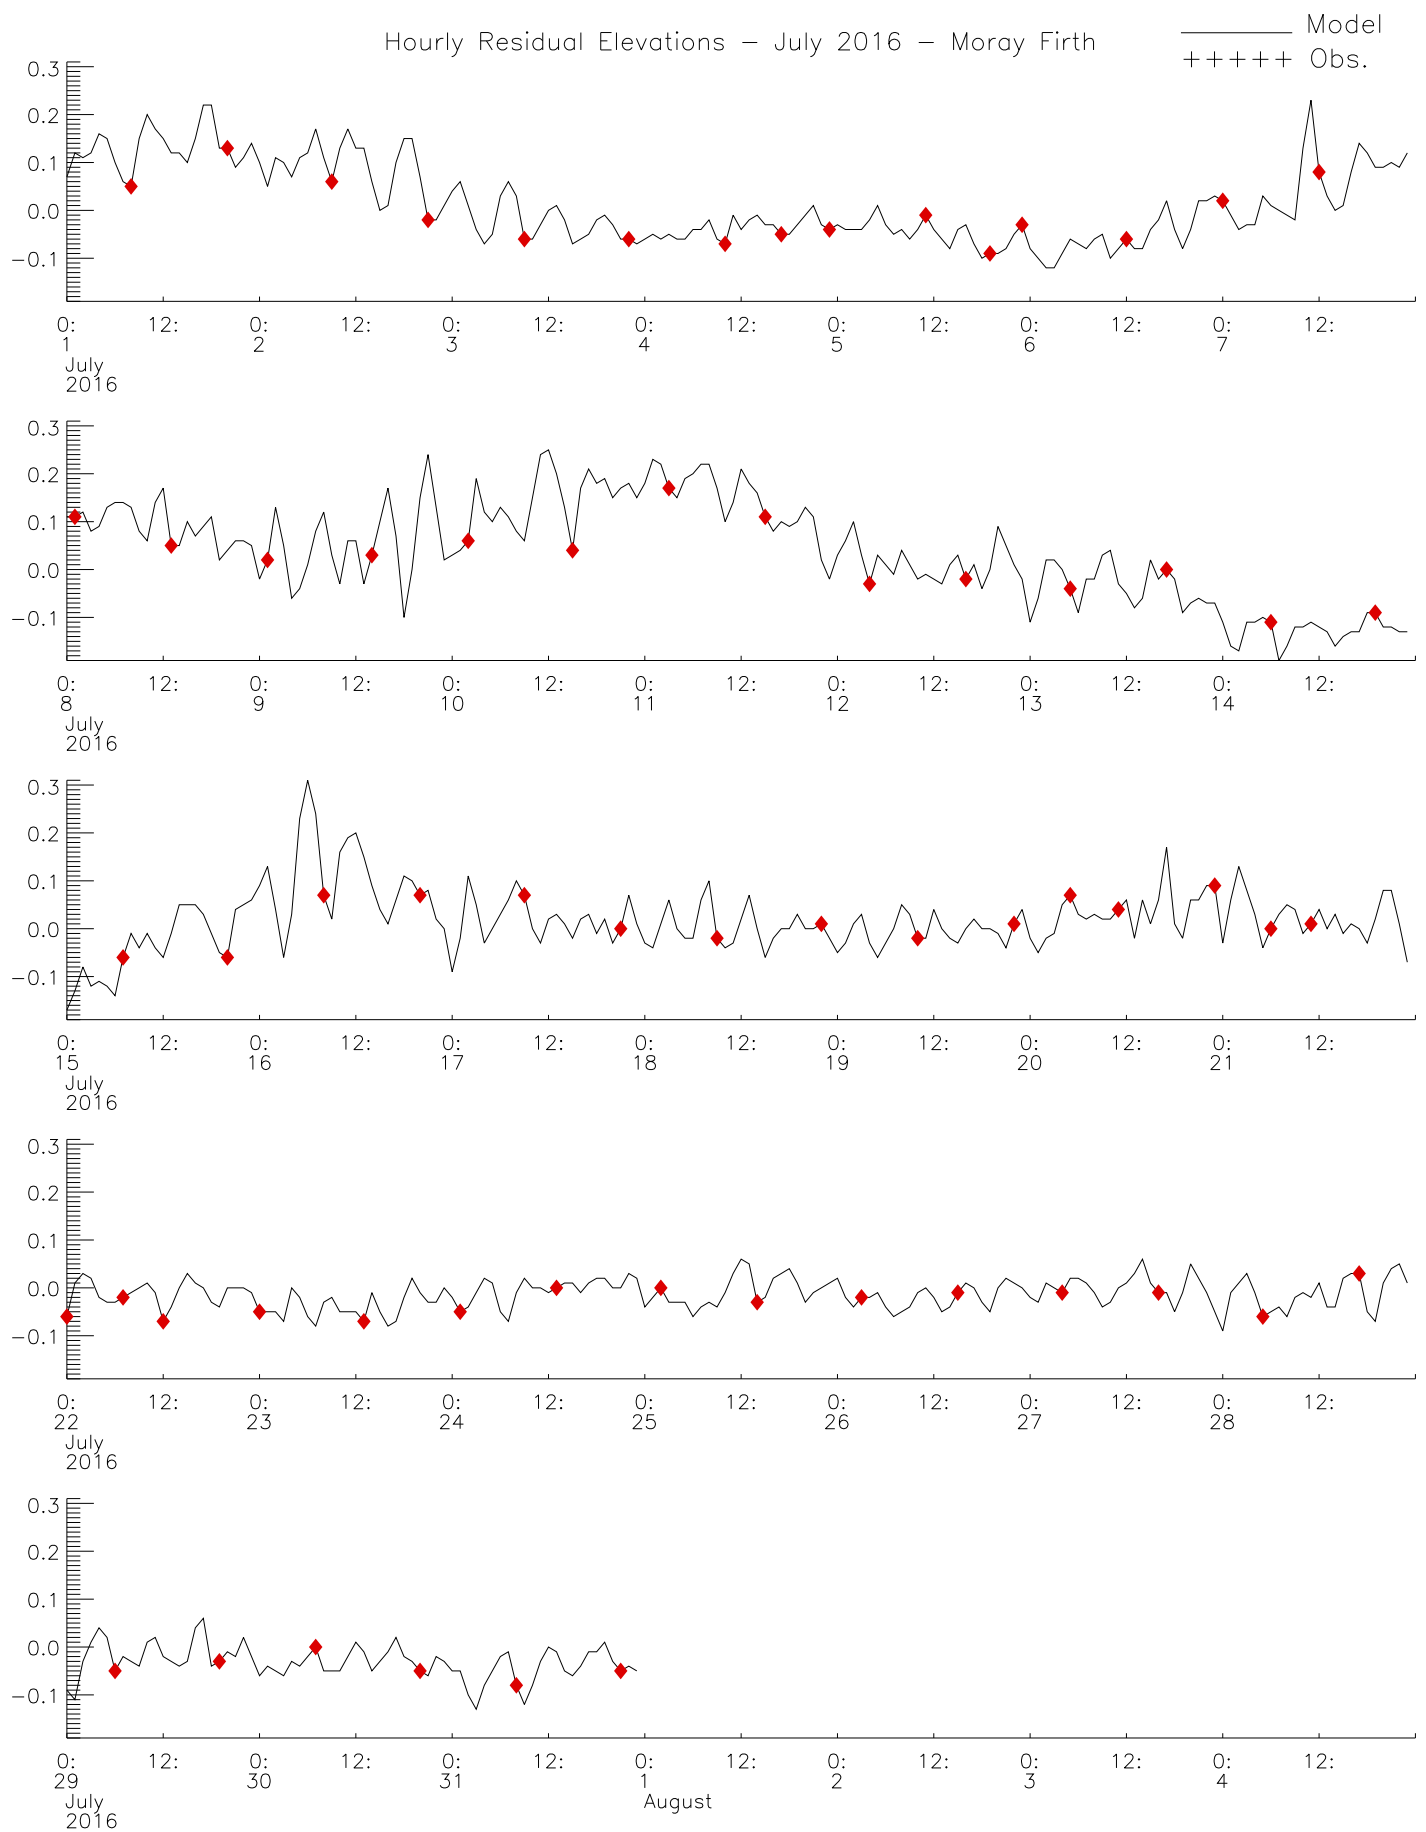 Hourly Residual Elevations - July 2016 - Moray Firth
Model
+++++ Obs.
0.3
0.2
0.1
0.0
-0.1
0: 12: 0: 12: 0: 12: 0: 12: 0: 12: 0: 12: 0: 12:
1 2 3 4 5 6 7
July
2016
0.3
0.2
0.1
0.0
-0.1
0: 12: 0: 12: 0: 12: 0: 12: 0: 12: 0: 12: 0: 12:
8 9 10 11 12 13 14
July
2016
0.3
0.2
0.1
0.0
-0.1
0: 12: 0: 12: 0: 12: 0: 12: 0: 12: 0: 12: 0: 12:
15 16 17 18 19 20 21
July
2016
0.3
0.2
0.1
0.0
-0.1
0: 12: 0: 12: 0: 12: 0: 12: 0: 12: 0: 12: 0: 12:
22 23 24 25 26 27 28
July
2016
0.3
0.2
0.1
0.0
-0.1
0: 12: 0: 12: 0: 12: 0: 12: 0: 12: 0: 12: 0: 12:
29 30 31 1 2 3 4
July August
2016